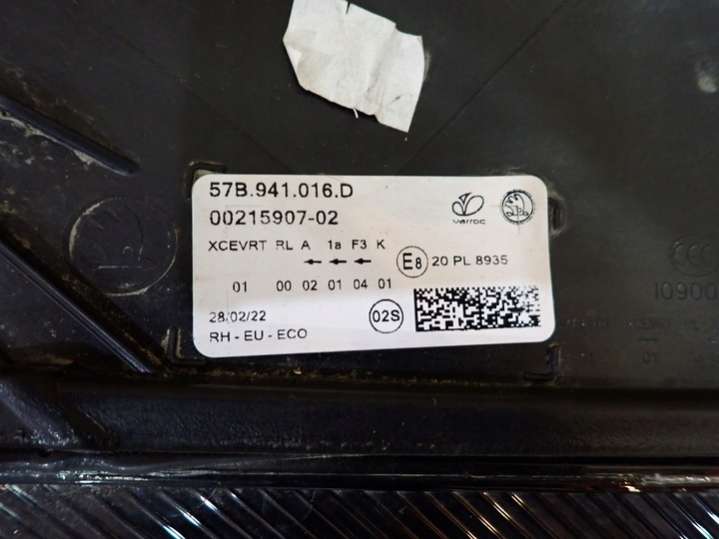 57B.941.016.D
00215907-02
varroc
XCEVRT RL A 1a F3 K
← ← ←
E8 20 PL 8935
01 00 02 01 04 01
28/02/22
02S
RH - EU - ECO
10900